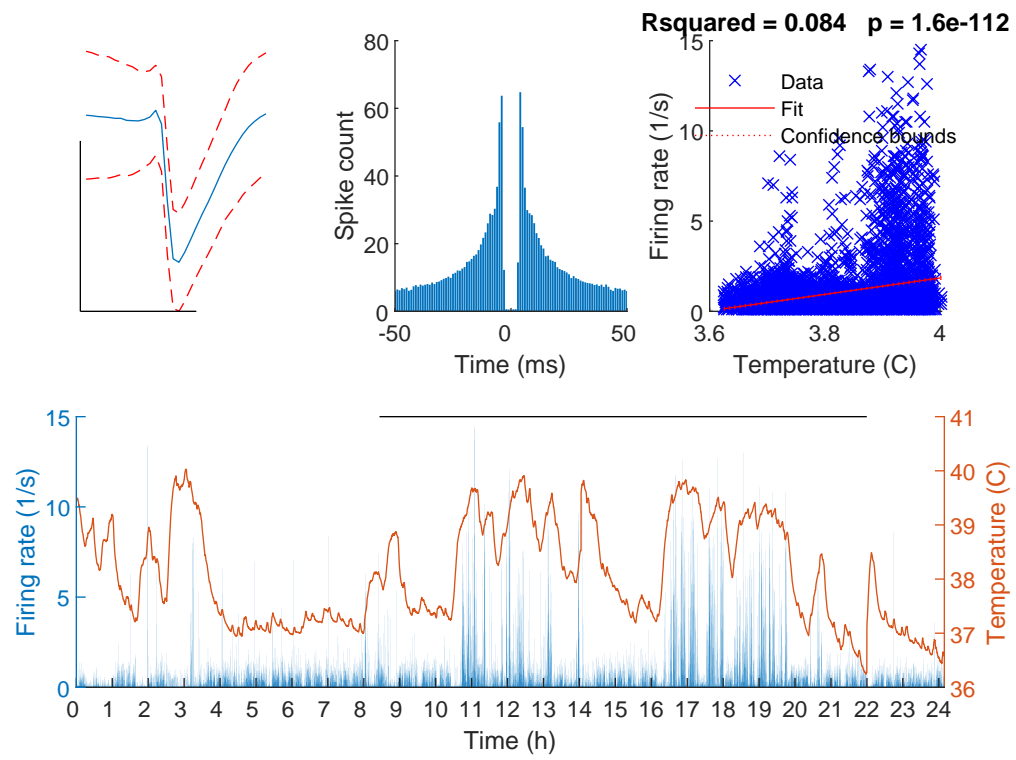 Rsquared = 0.084 p = 1.6e-112
80
60
40
20
0
Spike count
-50
0
50
Time (ms)
15
10
5
0
Firing rate (1/s)
Data
Fit
Confidence bounds
3.6
3.8
4
Temperature (C)
15
10
5
0
Firing rate (1/s)
41
40
39
38
37
36
Temperature (C)
0 1 2 3 4 5 6 7 8 9 10 11 12 13 14 15 16 17 18 19 20 21 22 23 24
Time (h)